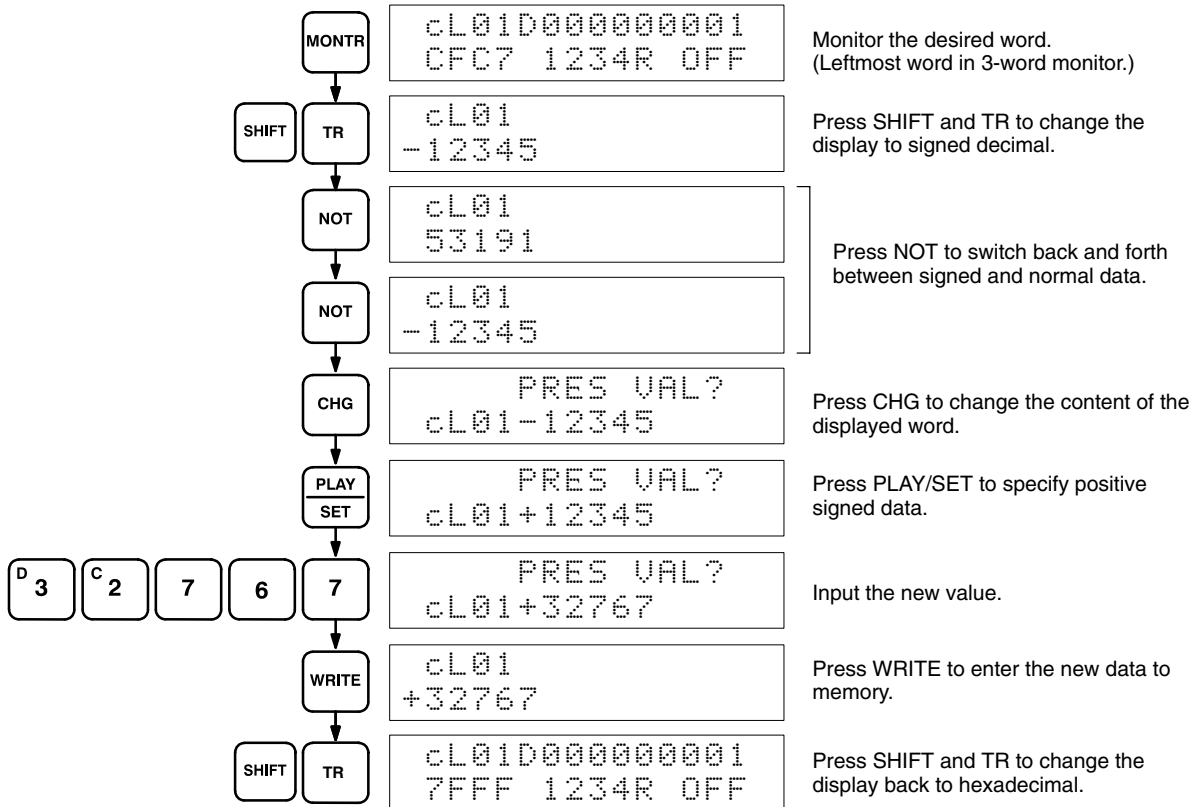 MONTR
cL01D000000001
CFC7 1234R OFF
Monitor the desired word.
(Leftmost word in 3-word monitor.)
SHIFT
TR
cL01
-12345
Press SHIFT and TR to change the
display to signed decimal.
NOT
cL01
53191
NOT
cL01
-12345
Press NOT to switch back and forth
between signed and normal data.
CHG
PRES VAL?
cL01-12345
Press CHG to change the content of the
displayed word.
PLAY
SET
PRES VAL?
cL01+12345
Press PLAY/SET to specify positive
signed data.
D 3
C 2
7
6
7
PRES VAL?
cL01+32767
Input the new value.
WRITE
cL01
+32767
Press WRITE to enter the new data to
memory.
SHIFT
TR
cL01D000000001
7FFF 1234R OFF
Press SHIFT and TR to change the
display back to hexadecimal.